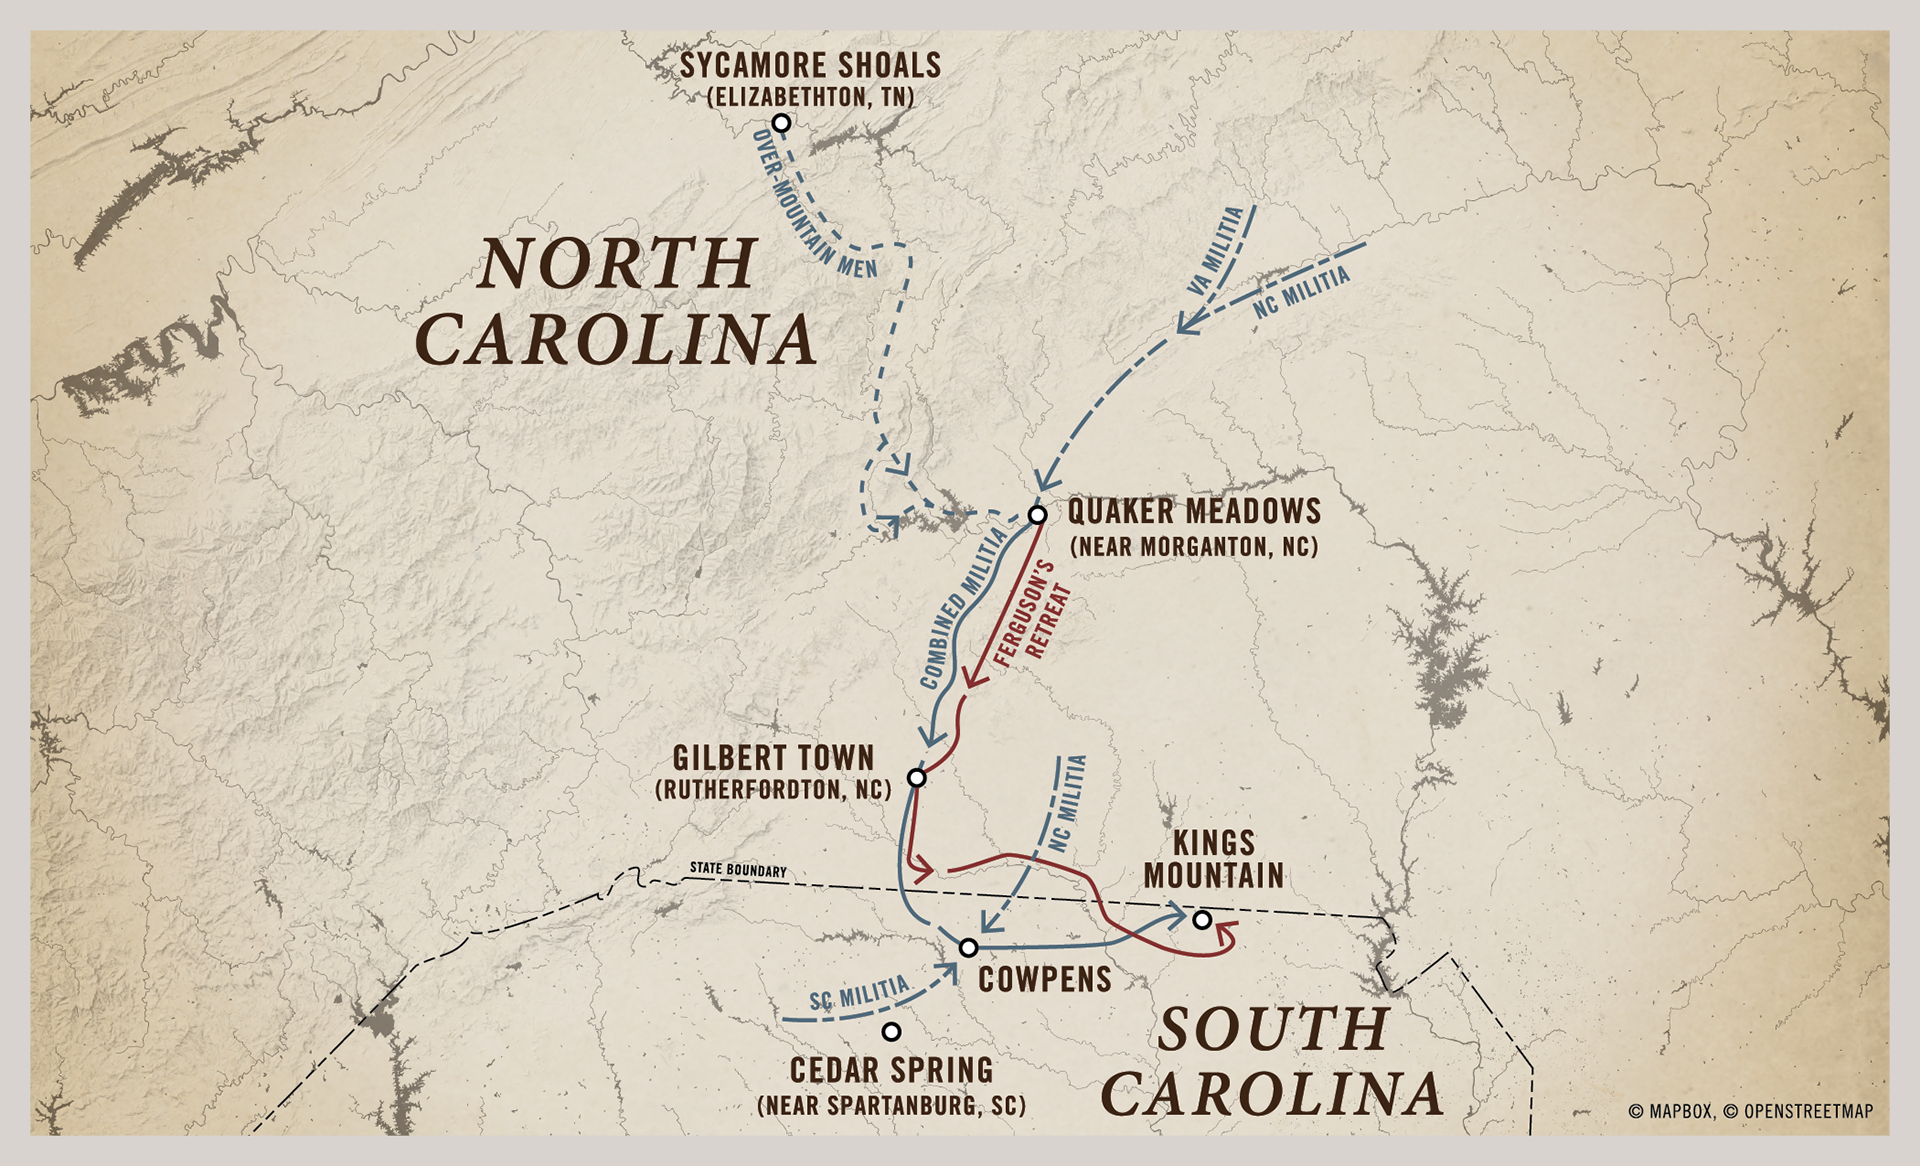 SYCAMORE SHOALS
(ELIZABETHTON, TN)
OVER-MOUNTAIN MEN
NORTH
CAROLINA
VA MILITIA
NC MILITIA
QUAKER MEADOWS
(NEAR MORGANTON, NC)
COMBINED MILITIA
FERGUSON'S
RETREAT
GILBERT TOWN
(RUTHERFORDTON, NC)
NC MILITIA
KINGS
MOUNTAIN
STATE BOUNDARY
COWPENS
SC MILITIA
CEDAR SPRING
(NEAR SPARTANBURG, SC)
SOUTH
CAROLINA
© MAPBOX, © OPENSTREETMAP